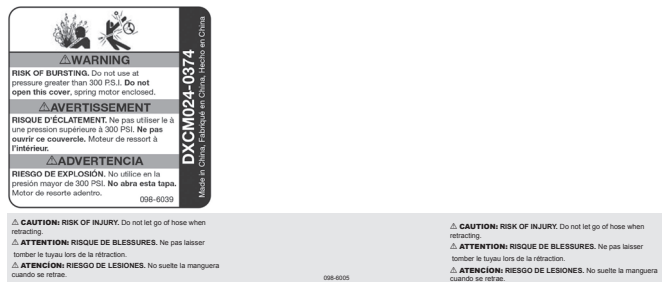 ⚠WARNING
RISK OF BURSTING. Do not use at
pressure greater than 300 P.S.I. Do not
open this cover, spring motor enclosed.
⚠AVERTISSEMENT
RISQUE D'ÉCLATEMENT. Ne pas utiliser le à
une pression supérieure à 300 PSI. Ne pas
ouvrir ce couvercle. Moteur de ressort à
l'intérieur.
⚠ADVERTENCIA
RIESGO DE EXPLOSIÓN. No utilice en la
presión mayor de 300 PSI. No abra esta tapa.
Motor de resorte adentro.
098-6039
DXCM024-0374
Made in China, Fabriqué en China, Hecho en China
⚠ CAUTION: RISK OF INJURY. Do not let go of hose when
retracting.
⚠ ATTENTION: RISQUE DE BLESSURES. Ne pas laisser
tomber le tuyau lors de la rétraction.
⚠ ATENCÍON: RIESGO DE LESIONES. No suelte la manguera
cuando se retrae.
098-6005
⚠ CAUTION: RISK OF INJURY. Do not let go of hose when
retracting.
⚠ ATTENTION: RISQUE DE BLESSURES. Ne pas laisser
tomber le tuyau lors de la rétraction.
⚠ ATENCÍON: RIESGO DE LESIONES. No suelte la manguera
cuando se retrae.